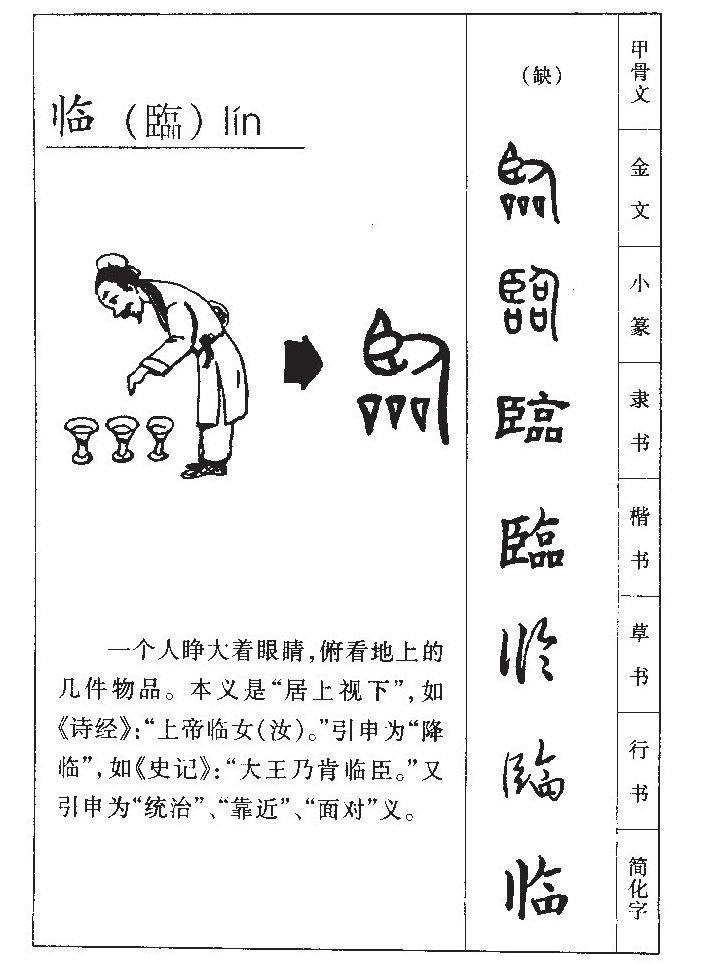 临（臨）lín
一个人睁大着眼睛，俯看地上的
几件物品。本义是“居上视下”，如
《诗经》：“上帝临女（汝）。”引申为“降
临”，如《史记》：“大王乃肯临臣。”又
引申为“统治”、“靠近”、“面对”义。
（缺）
甲骨文
臨
金文
臨
小篆
臨
隶书
臨
楷书
临
草书
临
行书
临
简化字